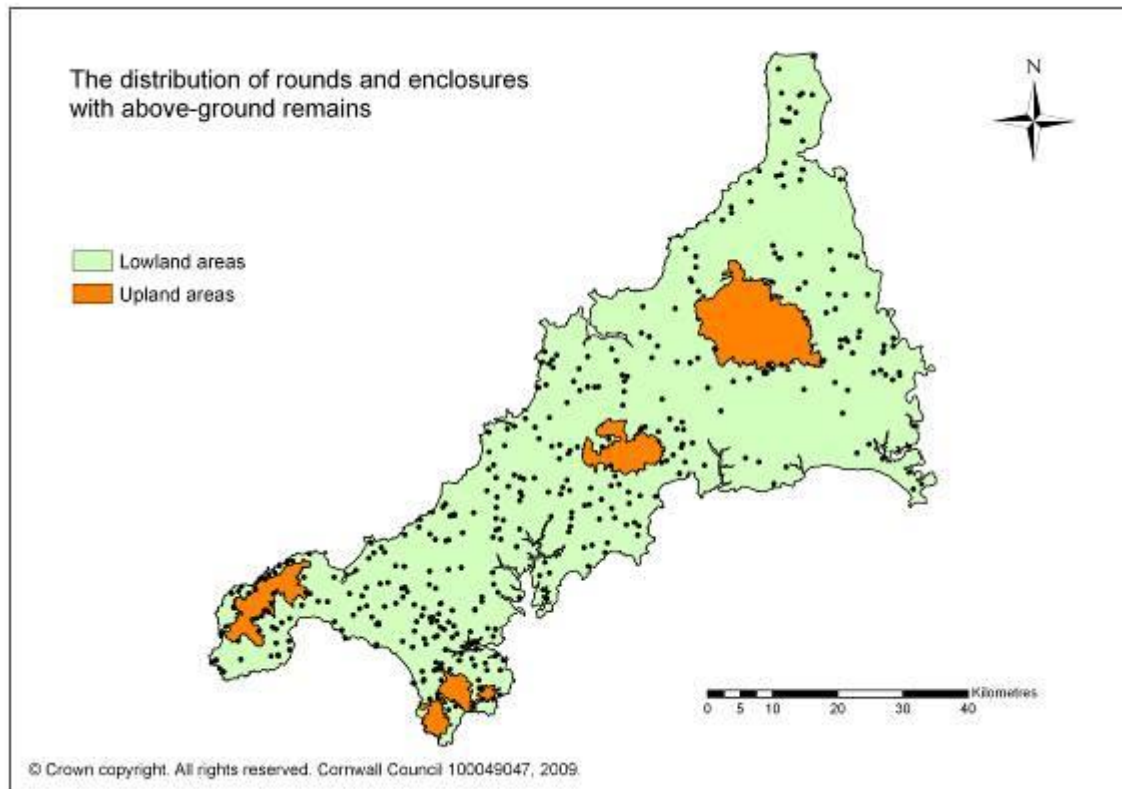 The distribution of rounds and enclosures
with above-ground remains
N
Lowland areas
Upland areas
Kilometres
0 5 10 20 30 40
© Crown copyright. All rights reserved. Cornwall Council 100049047, 2009.